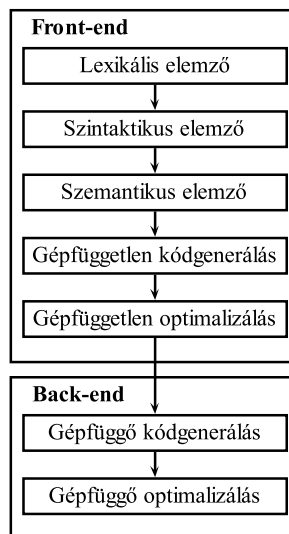 Front-end
Lexikális elemző
Szintaktikus elemző
Szemantikus elemző
Gépfüggetlen kódgenerálás
Gépfüggetlen optimalizálás
Back-end
Gépfüggő kódgenerálás
Gépfüggő optimalizálás